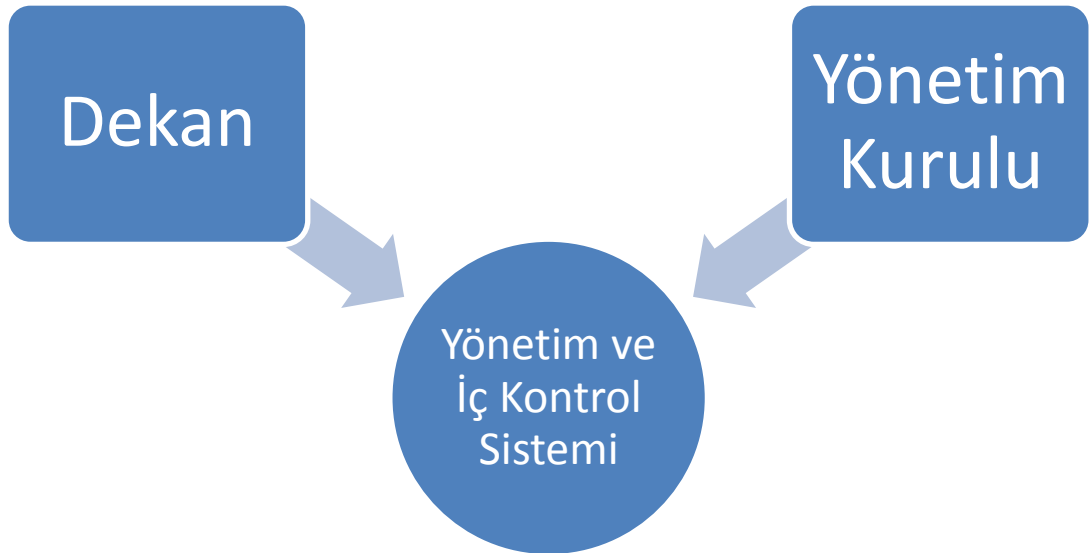 Dekan
Yönetim
Kurulu
Yönetim ve
İç Kontrol
Sistemi